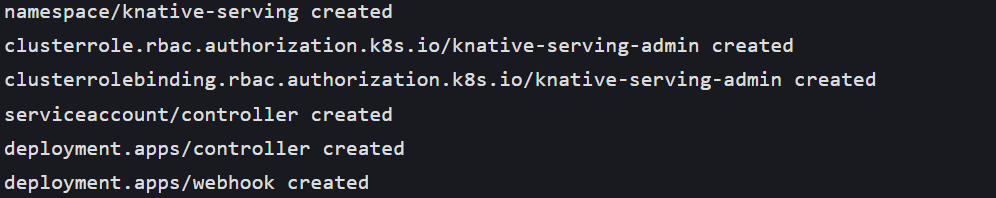 namespace/knative-serving created
clusterrole.rbac.authorization.k8s.io/knative-serving-admin created
clusterrolebinding.rbac.authorization.k8s.io/knative-serving-admin created
serviceaccount/controller created
deployment.apps/controller created
deployment.apps/webhook created